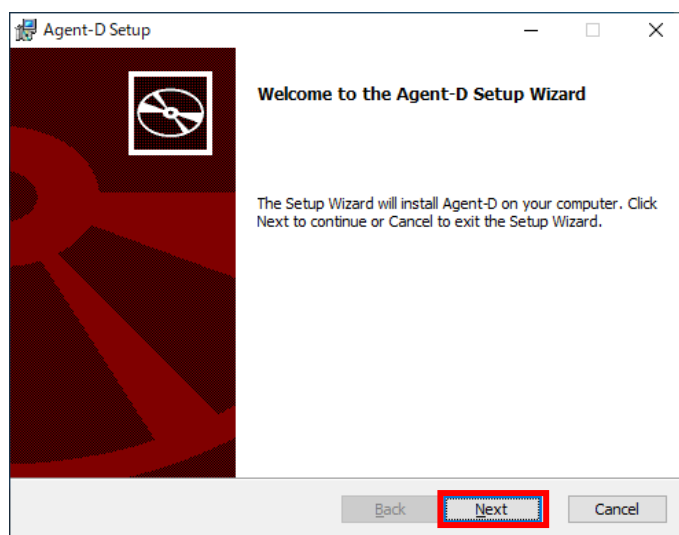 Agent-D Setup
Welcome to the Agent-D Setup Wizard
The Setup Wizard will install Agent-D on your computer. Click
Next to continue or Cancel to exit the Setup Wizard.
Back Next Cancel